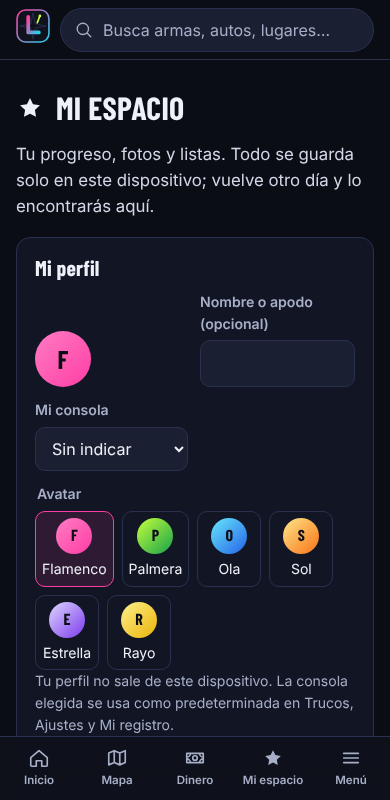 Busca armas, autos, lugares...
MI ESPACIO
Tu progreso, fotos y listas. Todo se guarda
solo en este dispositivo; vuelve otro día y lo
encontrarás aquí.
Mi perfil
F
Nombre o apodo
(opcional)
Mi consola
Sin indicar
Avatar
F
Flamenco
P
Palmera
O
Ola
S
Sol
E
Estrella
R
Rayo
Tu perfil no sale de este dispositivo. La consola
elegida se usa como predeterminada en Trucos,
Ajustes y Mi registro.
Inicio
Mapa
Dinero
Mi espacio
Menú